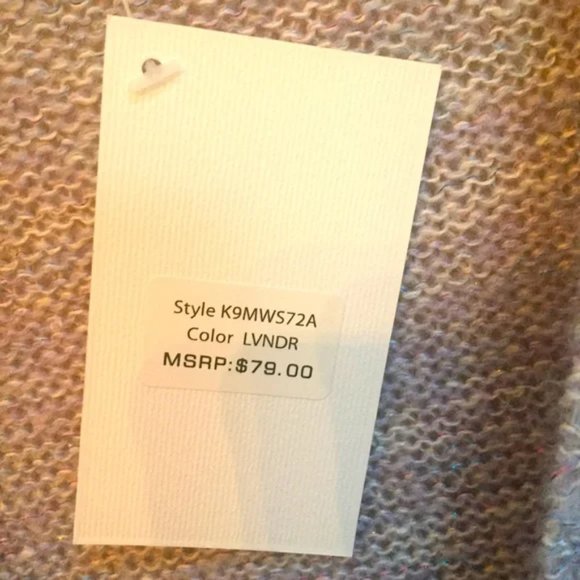 Style K9MWS72A
Color LVNDR
MSRP:$79.00